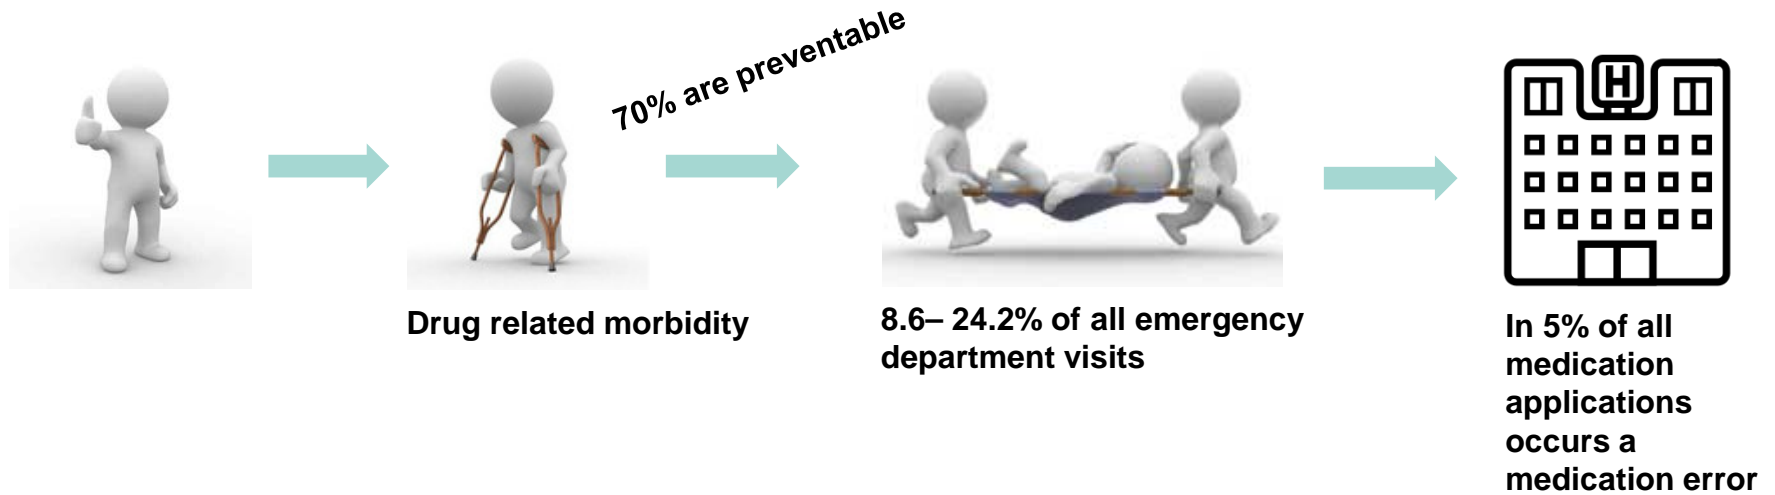 70% are preventable
H
Drug related morbidity
8.6– 24.2% of all emergency
department visits
In 5% of all
medication
applications
occurs a
medication error